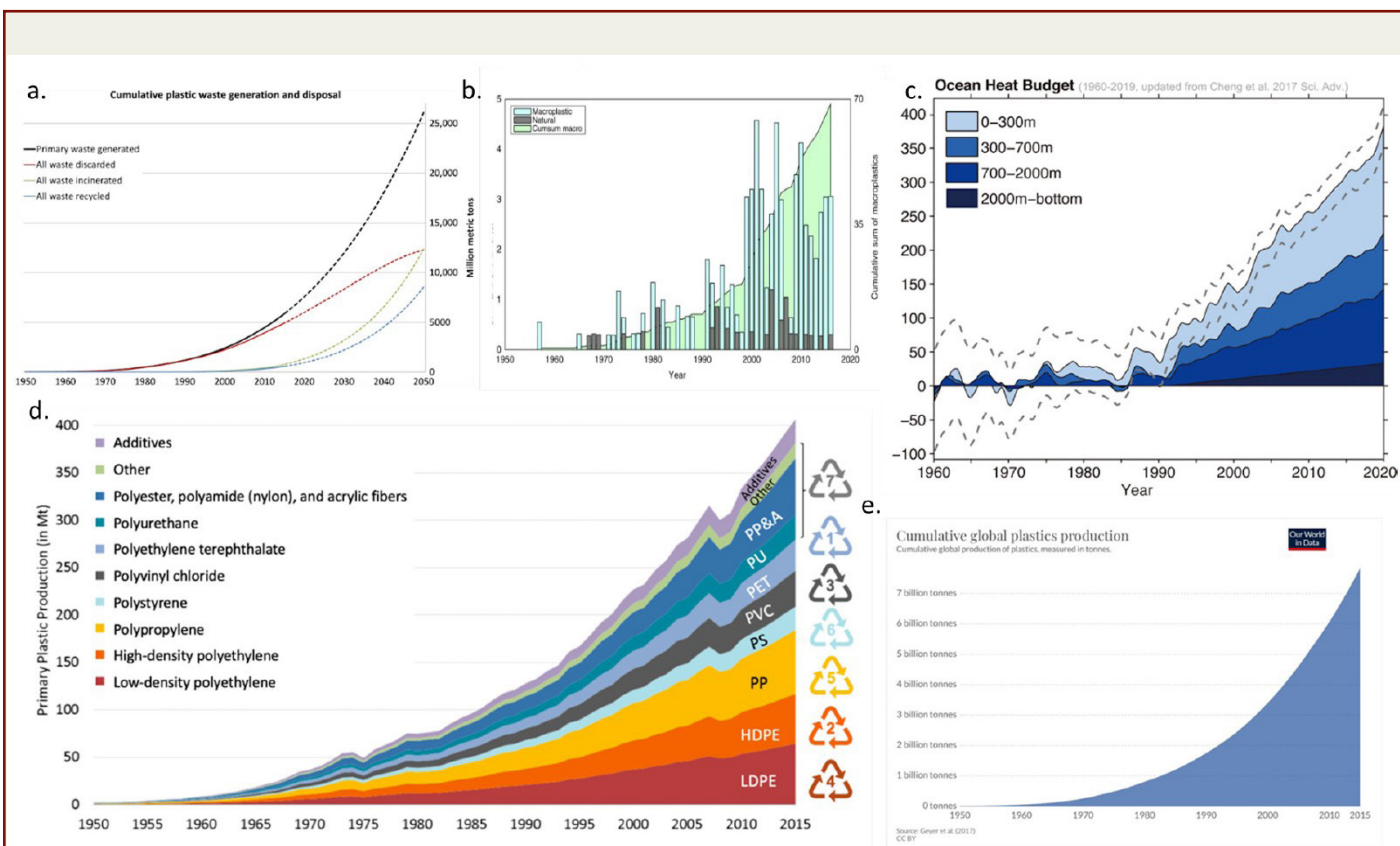 a.
Cumulative plastic waste generation and disposal
Primary waste generated
All waste discarded
All waste incinerated
All waste recycled
25,000
20,000
15,000
10,000
5000
0
Million metric tons
1950 1960 1970 1980 1990 2000 2010 2020 2030 2040 2050
b.
Macroplastic
Natural
Cumsum macro
5
4
3
2
1
0
70
35
0
Cumulative sum of macroplastics
1950 1960 1970 1980 1990 2000 2010 2020
Year
c.
Ocean Heat Budget (1960-2019, updated from Cheng et al. 2017 Sci. Adv.)
0-300m
300-700m
700-2000m
2000m-bottom
400
350
300
250
200
150
100
50
0
-50
-100
1960 1970 1980 1990 2000 2010 2020
Year
d.
Primary Plastic Production (in Mt)
400
350
300
250
200
150
100
50
0
Additives
Other
Polyester, polyamide (nylon), and acrylic fibers
Polyurethane
Polyethylene terephthalate
Polyvinyl chloride
Polystyrene
Polypropylene
High-density polyethylene
Low-density polyethylene
Additives
Other
PP&A
PU
PET
PVC
PS
PP
HDPE
LDPE
7
1
3
6
5
2
4
1950 1955 1960 1965 1970 1975 1980 1985 1990 1995 2000 2005 2010 2015
e.
Cumulative global plastics production
Cumulative global production of plastics, measured in tonnes.
Our World
in Data
7 billion tonnes
6 billion tonnes
5 billion tonnes
4 billion tonnes
3 billion tonnes
2 billion tonnes
1 billion tonnes
0 tonnes
1950 1960 1970 1980 1990 2000 2010 2015
Source: Geyer et al. (2017)
CC BY